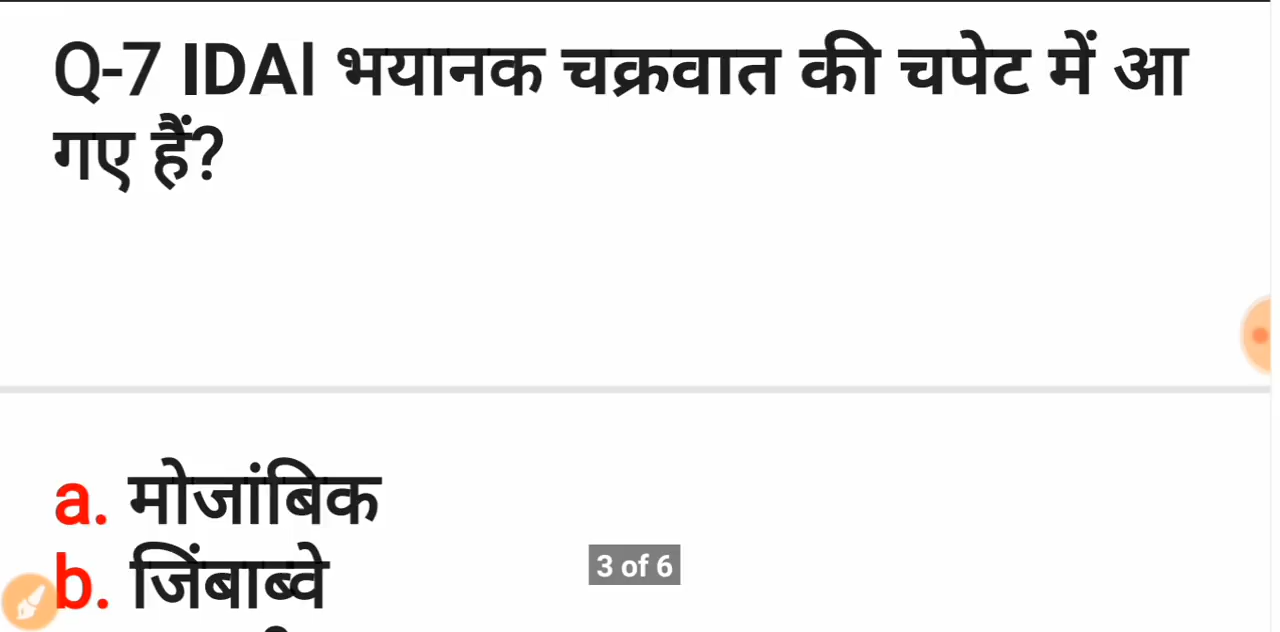 Q-7 IDAI भयानक चक्रवात की चपेट में आ
गए हैं?
a. मोजांबिक
b. जिंबाब्वे
3 of 6